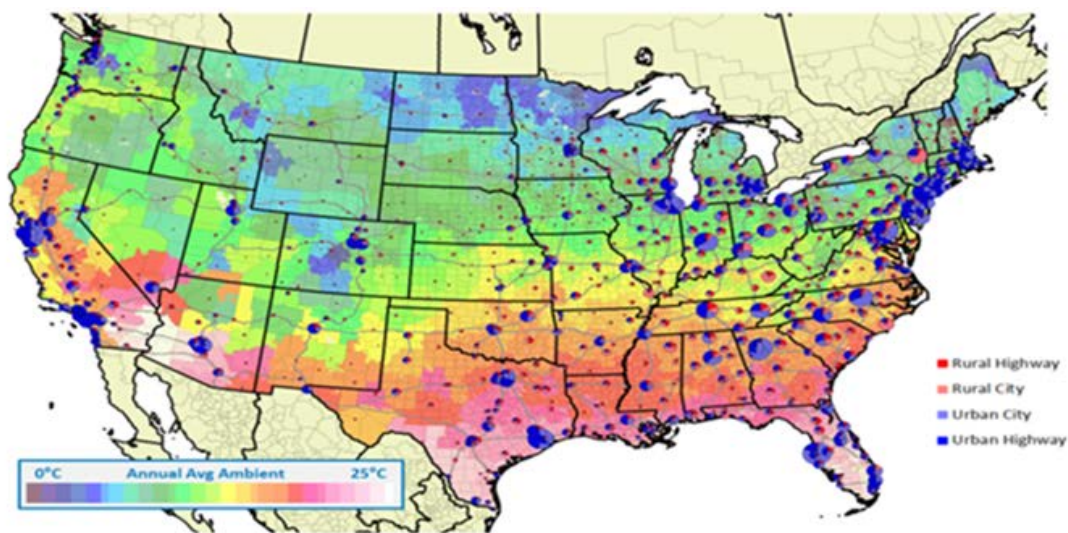 Rural Highway
Rural City
Urban City
Urban Highway
0°C Annual Avg Ambient 25°C